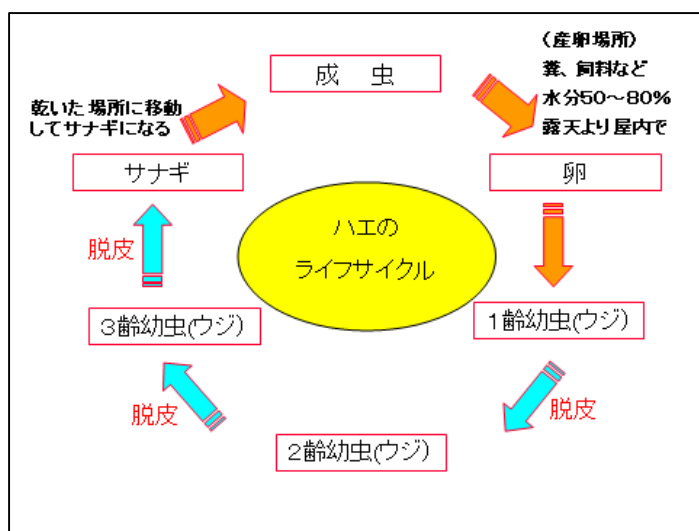 成　虫
（産卵場所）
糞、飼料など
水分50～80%
露天より屋内で
乾いた場所に移動
してサナギになる
サナギ
卵
ハエの
ライフサイクル
脱皮
3齢幼虫(ウジ)
1齢幼虫(ウジ)
脱皮
脱皮
2齢幼虫(ウジ)